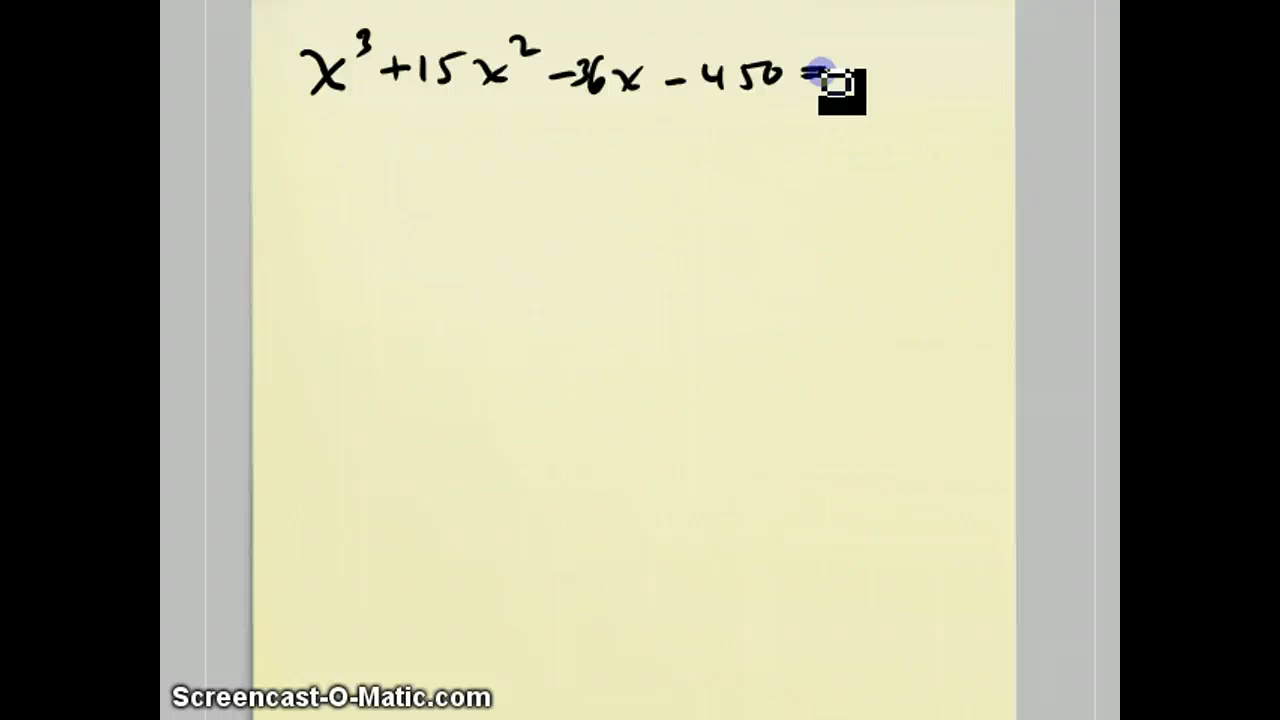 x³ + 15x² - 36x - 450 =
Screencast-O-Matic.com